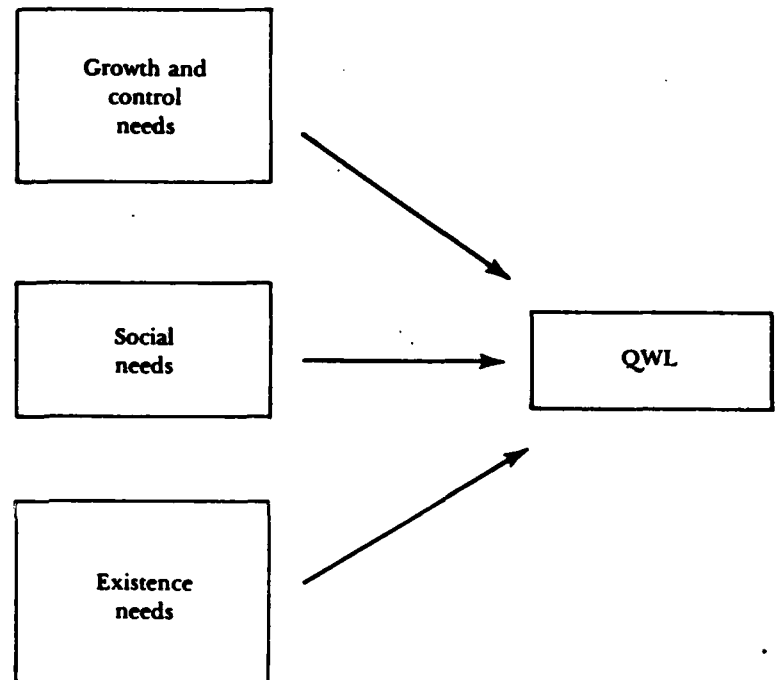 Growth and
control
needs
Social
needs
QWL
Existence
needs